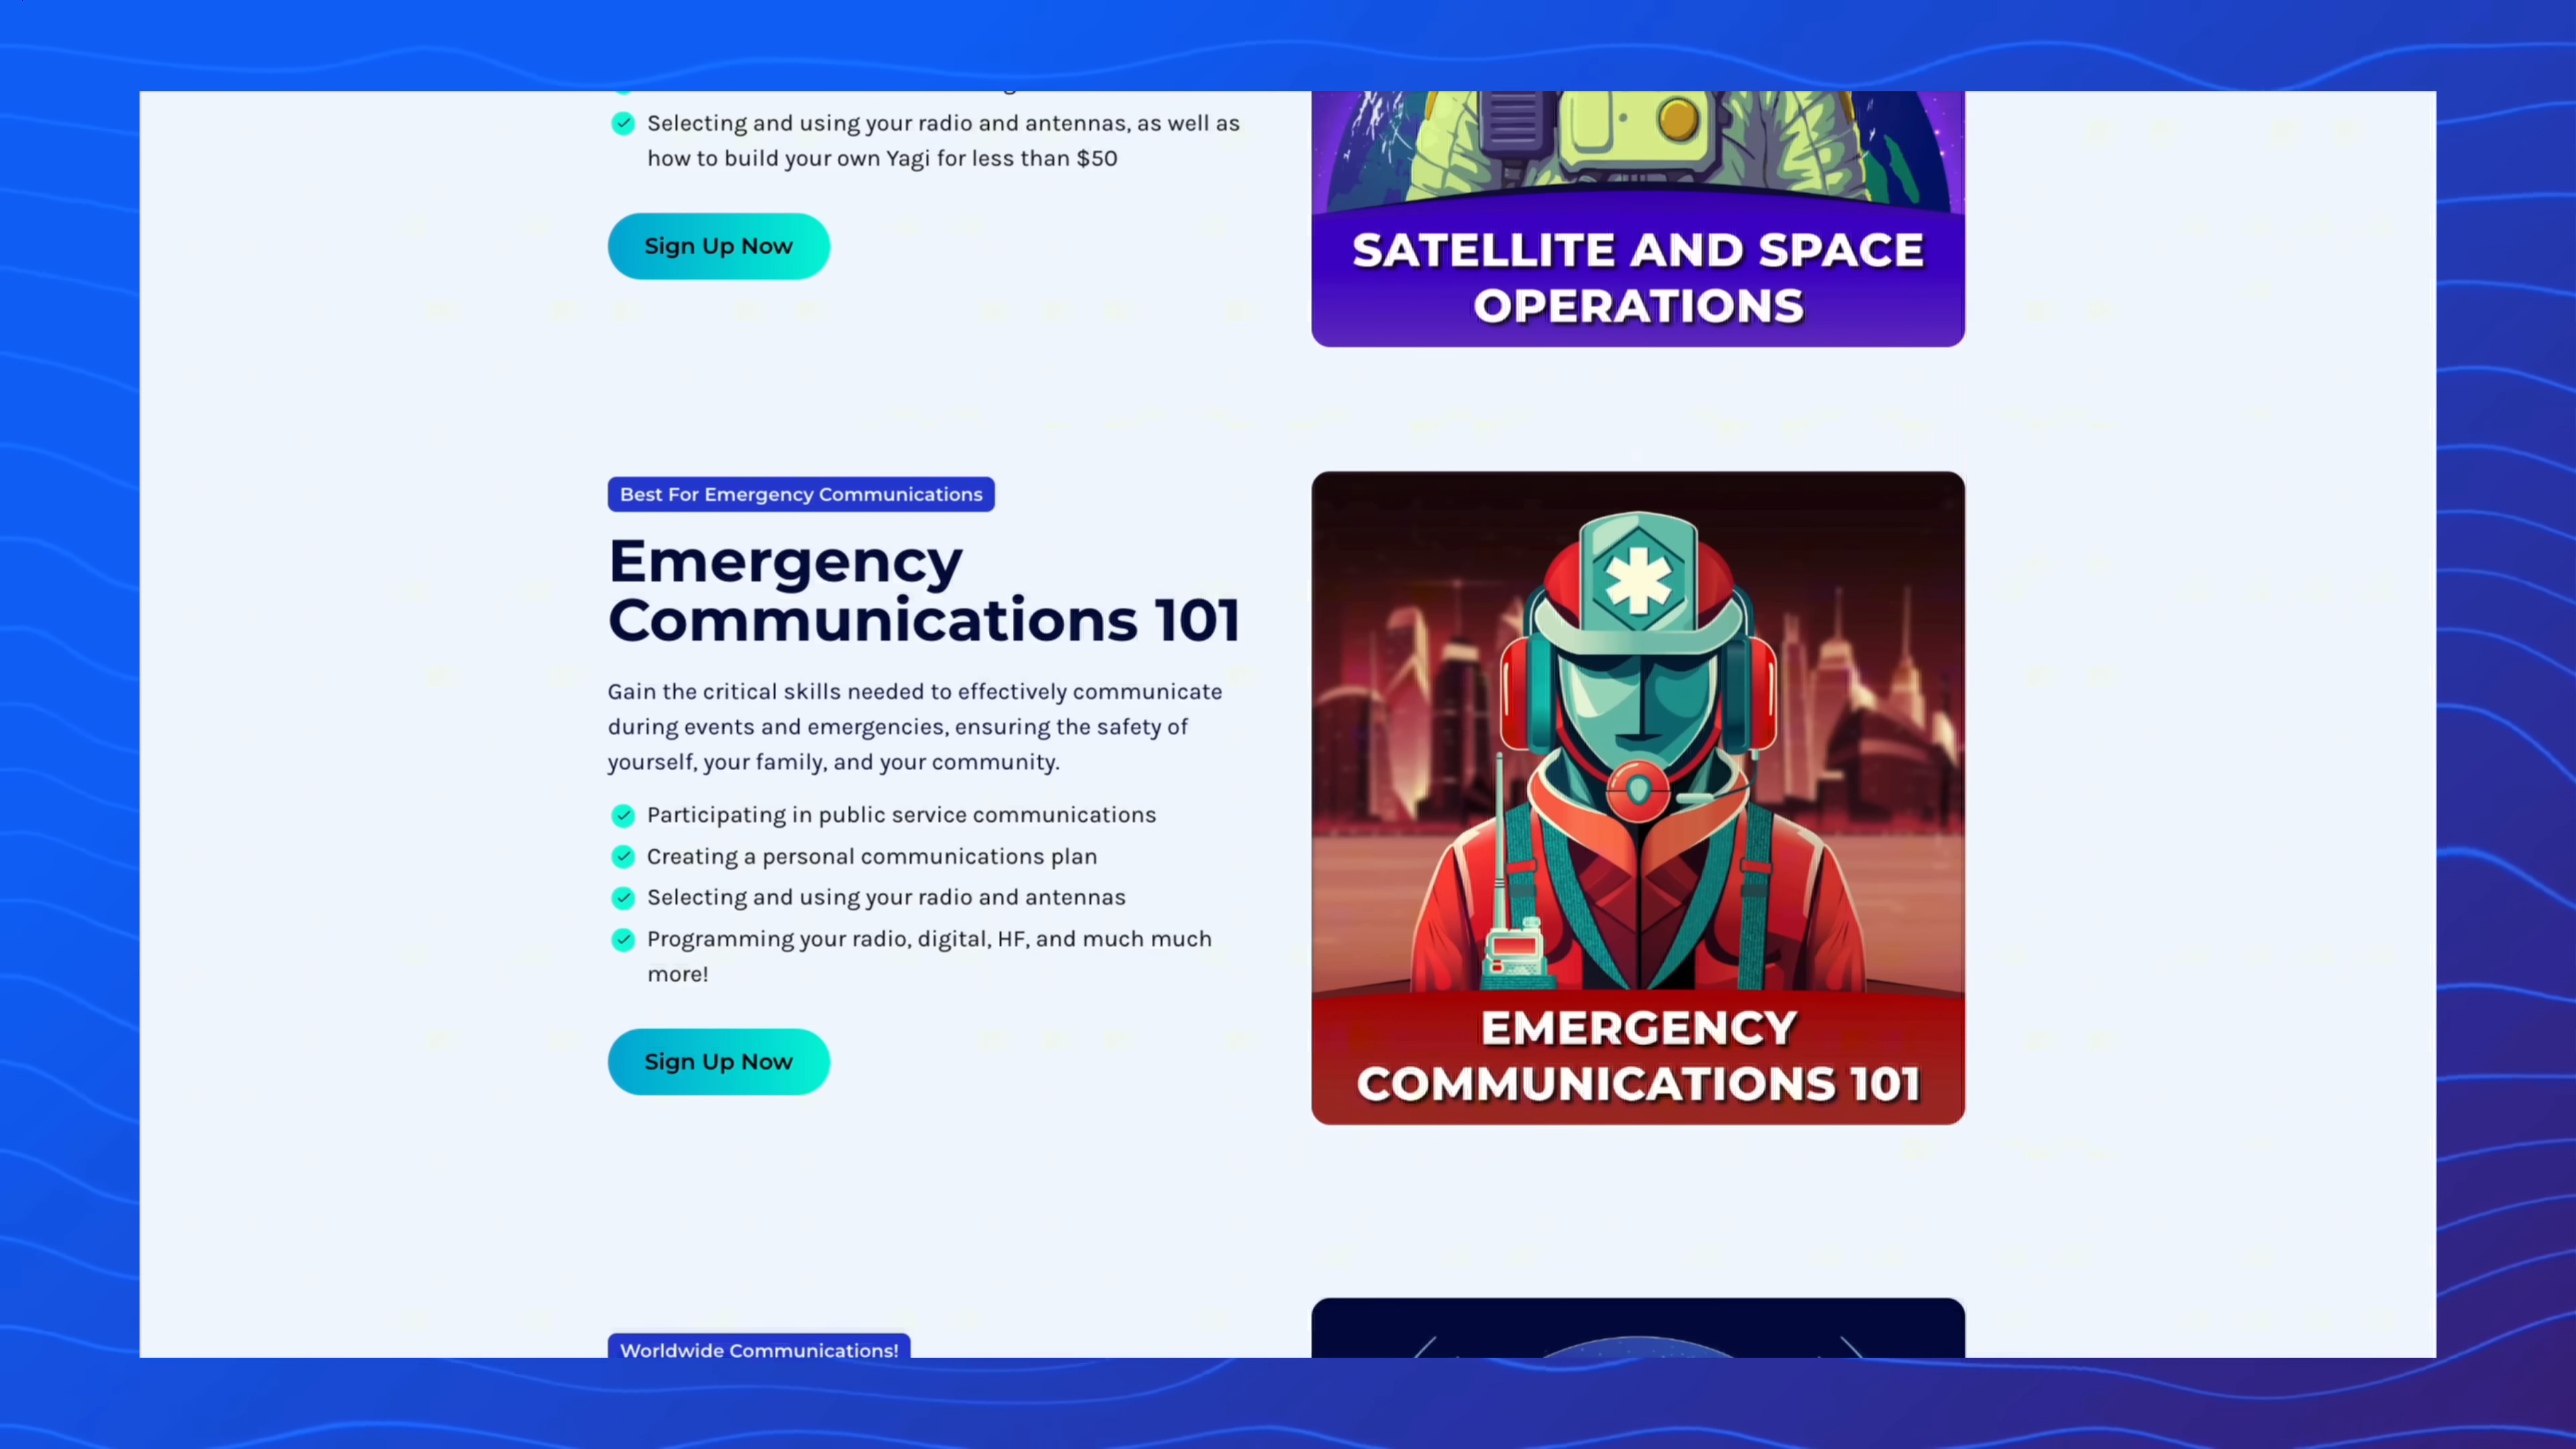 Selecting and using your radio and antennas, as well as
how to build your own Yagi for less than $50
Sign Up Now
SATELLITE AND SPACE
OPERATIONS
Best For Emergency Communications
Emergency
Communications 101
Gain the critical skills needed to effectively communicate
during events and emergencies, ensuring the safety of
yourself, your family, and your community.
Participating in public service communications
Creating a personal communications plan
Selecting and using your radio and antennas
Programming your radio, digital, HF, and much much
more!
Sign Up Now
EMERGENCY
COMMUNICATIONS 101
Worldwide Communications!